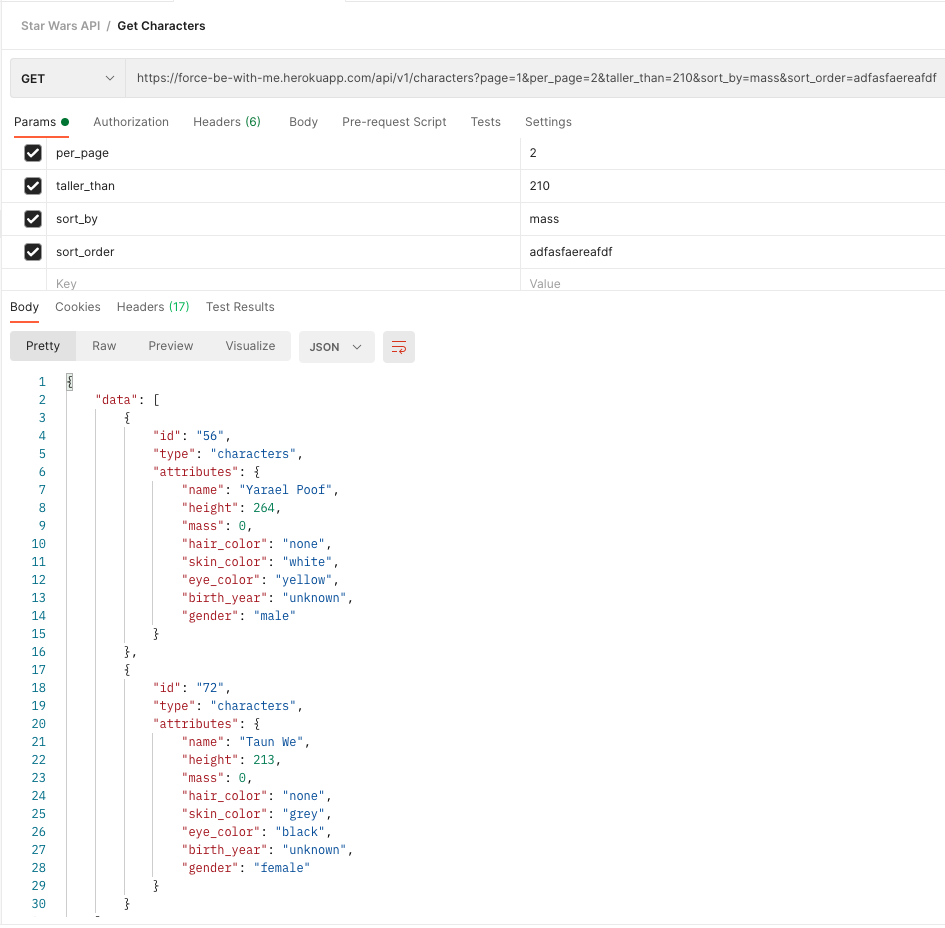 Star Wars API / Get Characters
GET https://force-be-with-me.herokuapp.com/api/v1/characters?page=1&per_page=2&taller_than=210&sort_by=mass&sort_order=adfasfaereafdf
Params Authorization Headers (6) Body Pre-request Script Tests Settings
per_page 2
taller_than 210
sort_by mass
sort_order adfasfaereafdf
Key Value
Body Cookies Headers (17) Test Results
Pretty Raw Preview Visualize JSON
1 {
2 "data": [
3 {
4 "id": "56",
5 "type": "characters",
6 "attributes": {
7 "name": "Yarael Poof",
8 "height": 264,
9 "mass": 0,
10 "hair_color": "none",
11 "skin_color": "white",
12 "eye_color": "yellow",
13 "birth_year": "unknown",
14 "gender": "male"
15 }
16 },
17 {
18 "id": "72",
19 "type": "characters",
20 "attributes": {
21 "name": "Taun We",
22 "height": 213,
23 "mass": 0,
24 "hair_color": "none",
25 "skin_color": "grey",
26 "eye_color": "black",
27 "birth_year": "unknown",
28 "gender": "female"
29 }
30 }